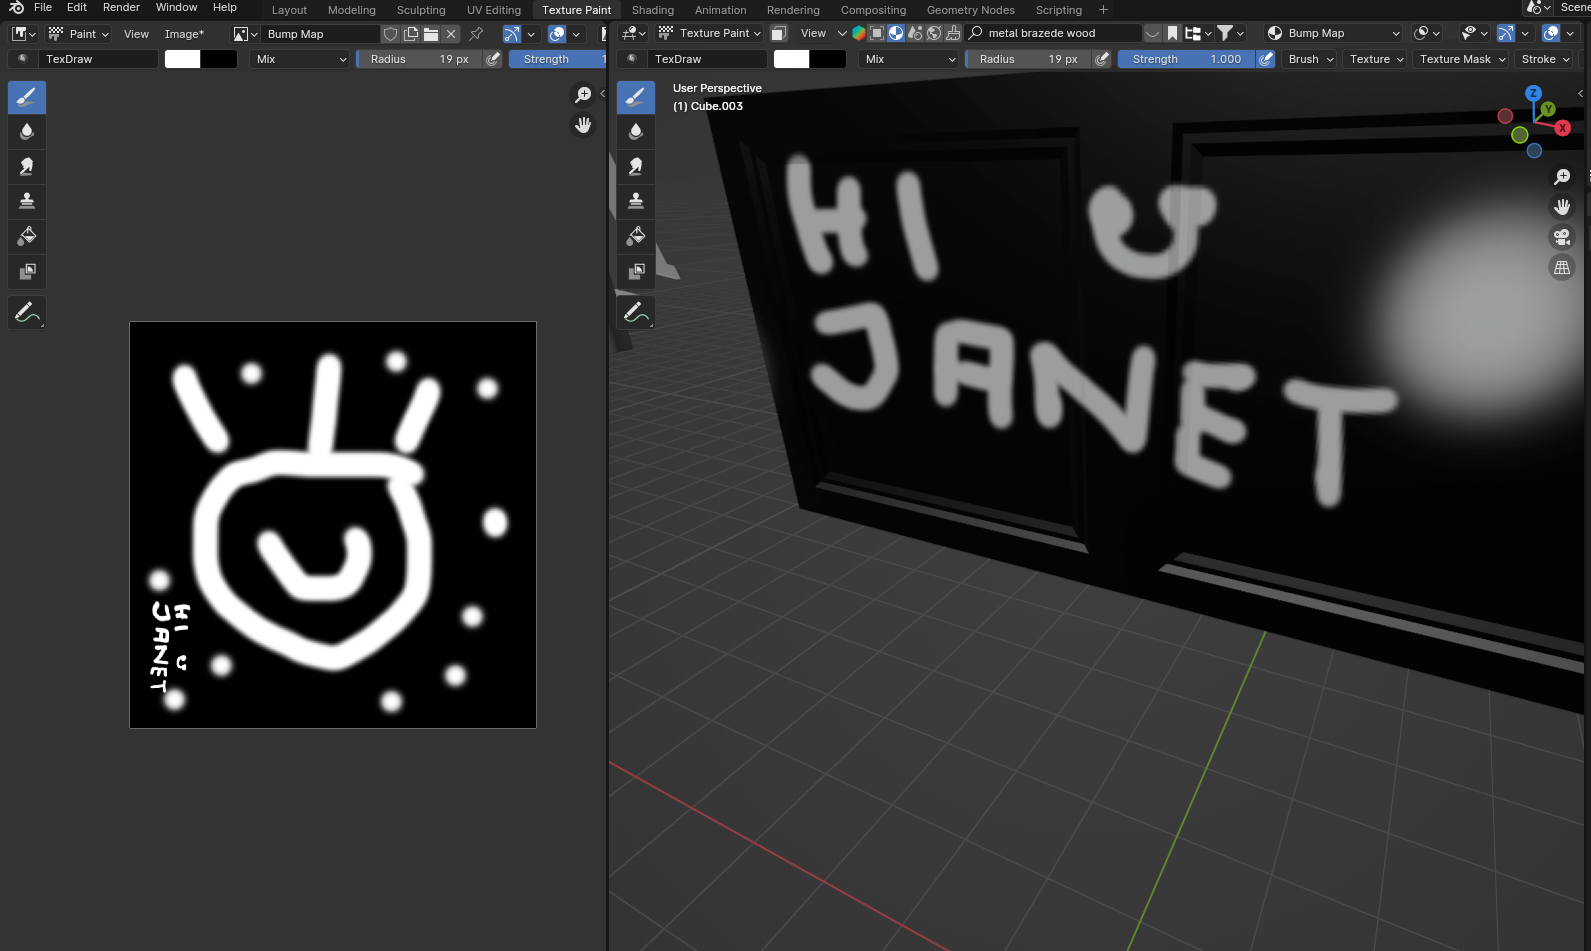 File Edit Render Window Help
Layout Modeling Sculpting UV Editing Texture Paint Shading Animation Rendering Compositing Geometry Nodes Scripting + Scene
Paint View Image* Bump Map
Texture Paint View metal brazede wood Bump Map
TexDraw Mix Radius 19 px Strength 1
TexDraw Mix Radius 19 px Strength 1.000 Brush Texture Texture Mask Stroke
User Perspective
(1) Cube.003
Z
Y
X
HI
JANET
HI
JANET